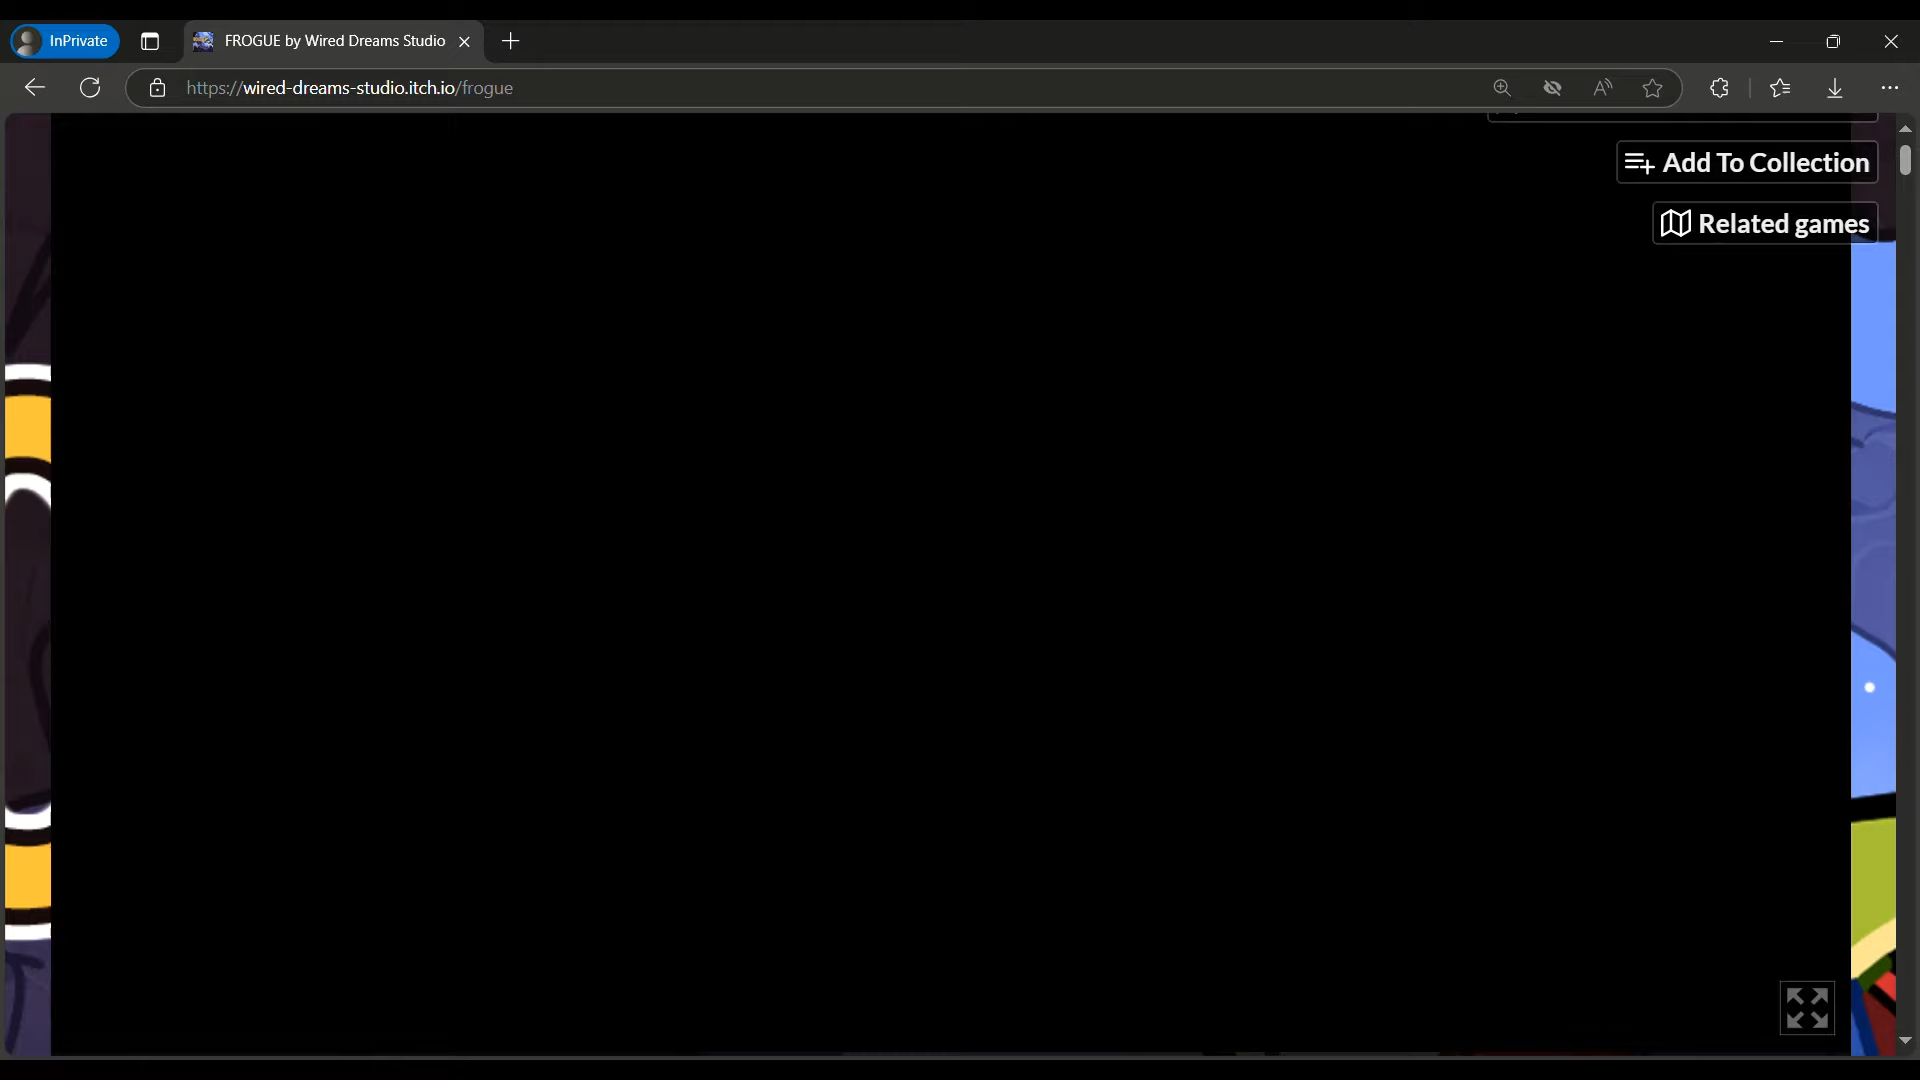 InPrivate
FROGUE by Wired Dreams Studio
https://wired-dreams-studio.itch.io/frogue
Add To Collection
Related games